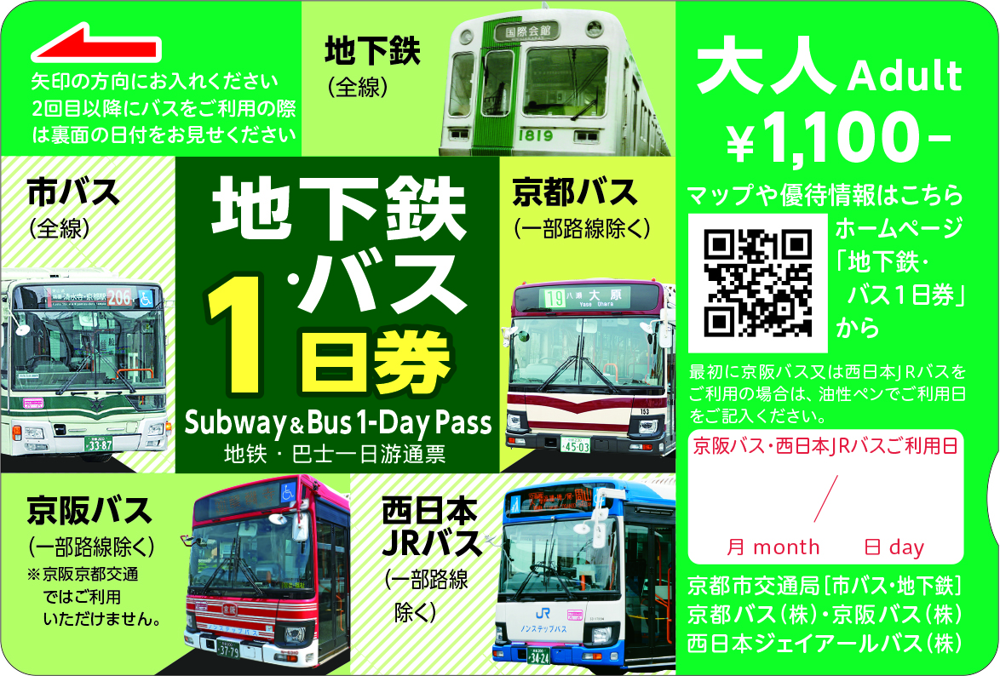 矢印の方向にお入れください
2回目以降にバスをご利用の際
は裏面の日付をお見せください
地下鉄
（全線）
国際会館
1819
大人 Adult
¥1,100-
マップや優待情報はこちら
ホームページ
「地下鉄・
バス1日券」
から
市バス
（全線）
206
33-87
地下鉄
・バス
1日券
Subway&Bus 1-Day Pass
地铁・巴士一日游通票
京都バス
（一部路線除く）
19 八瀬 大原
Yase Ohara
153
45-03
最初に京阪バス又は西日本JRバスを
ご利用の場合は、油性ペンでご利用日
をご記入ください。
京阪バス・西日本JRバスご利用日
/
月 month 日 day
京阪バス
（一部路線除く）
※京阪京都交通
ではご利用
いただけません。
京阪
ノンステップバス
37-79
西日本
JRバス
（一部路線
除く）
周山
JR
ノンステップバス
34-24
京都市交通局［市バス・地下鉄］
京都バス（株）・京阪バス（株）
西日本ジェイアールバス（株）